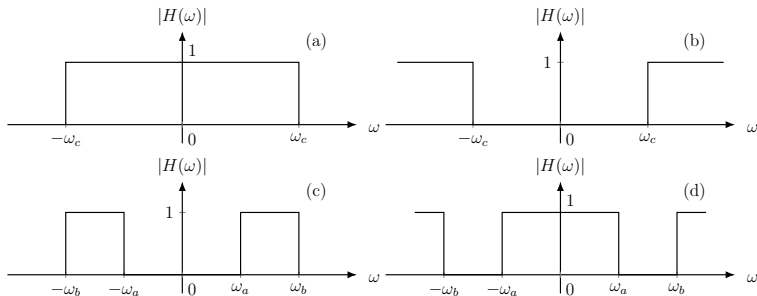 |H(ω)| (a)
1
−ω_c 0 ω_c ω
|H(ω)| (b)
1
−ω_c 0 ω_c ω
|H(ω)| (c)
1
−ω_b −ω_a 0 ω_a ω_b ω
|H(ω)| (d)
1
−ω_b −ω_a 0 ω_a ω_b ω